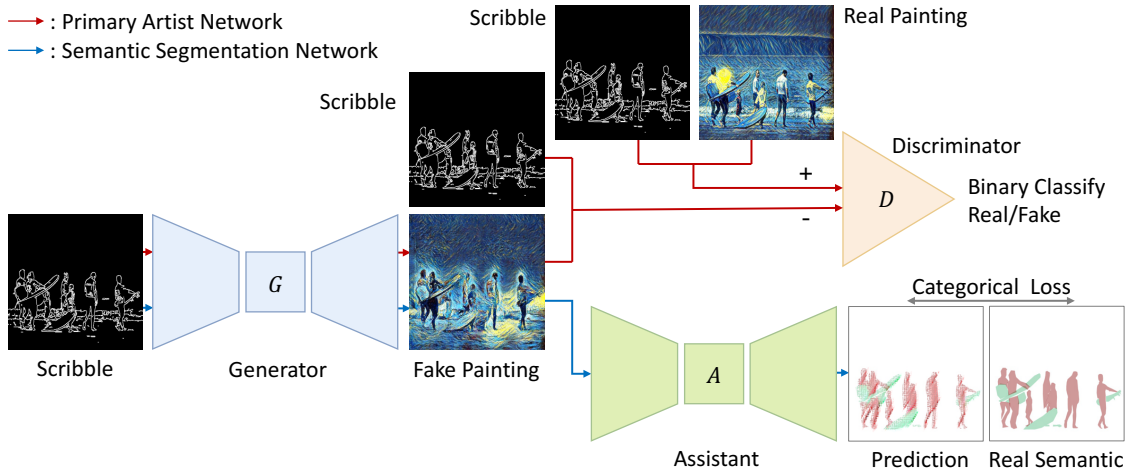 : Primary Artist Network
: Semantic Segmentation Network
Scribble
Real Painting
Scribble
Discriminator
+
D
Binary Classify
Real/Fake
-
G
Categorical Loss
Scribble
Generator
Fake Painting
A
Assistant
Prediction
Real Semantic